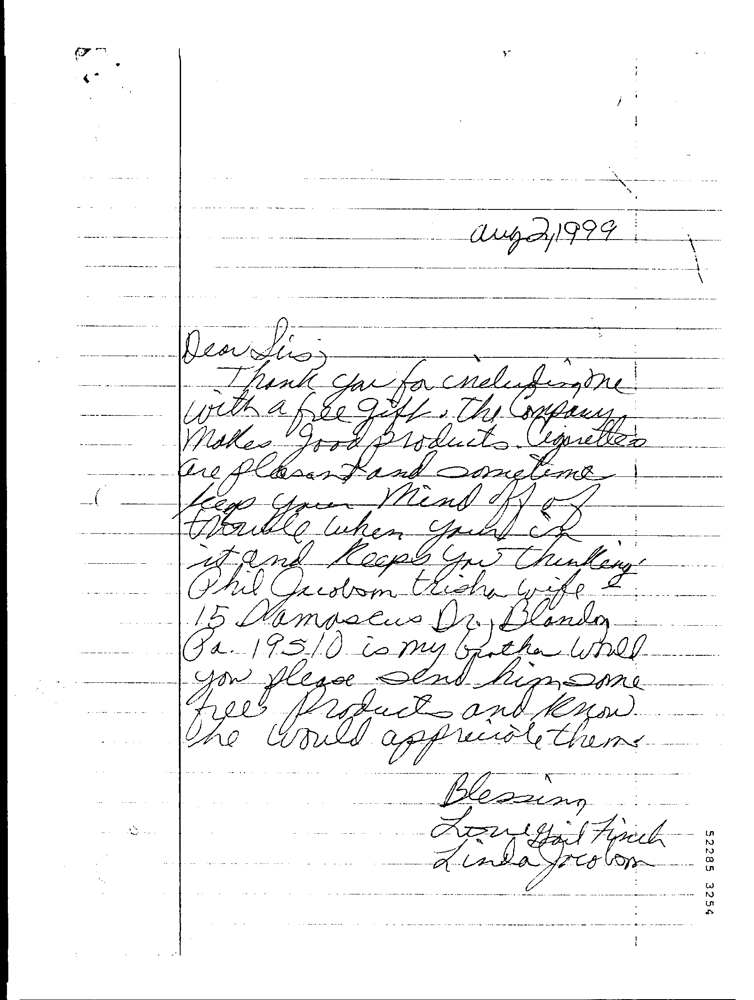 Aug 2, 1999
Dear Sirs;
Thank you for including me
with a free gift. The Company
makes good products. Cigarettes
are pleasant and sometime
keeps your mind off of
trouble when your in
it and keeps you thinking.
Phil Jacobson trisha wife
15 Damascus Dr., Blandon
Pa. 19510 is my brother would
you please send him some
free products and know
he would appreciate them.
Blessing
Gail Finch
Linda Jacobson
52285 3254